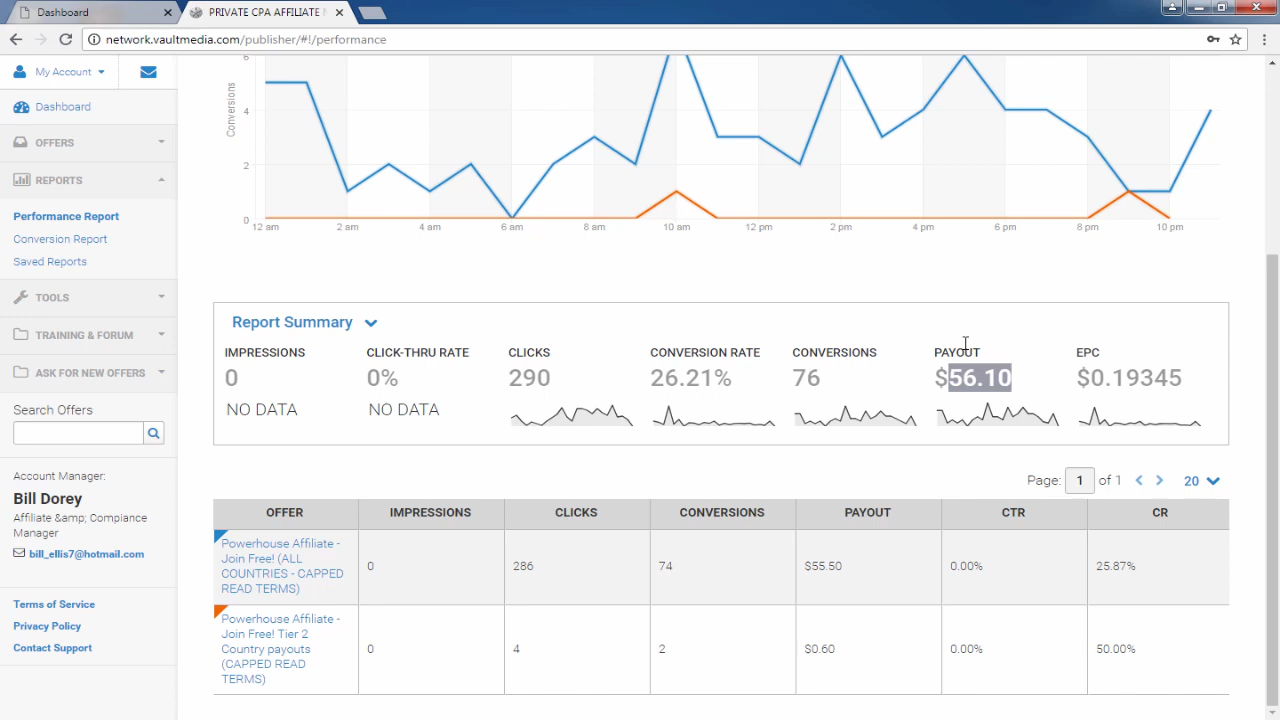 Dashboard
PRIVATE CPA AFFILIATE
network.vaultmedia.com/publisher/#!/performance
My Account
Dashboard
OFFERS
REPORTS
Performance Report
Conversion Report
Saved Reports
TOOLS
TRAINING & FORUM
ASK FOR NEW OFFERS
Search Offers
Account Manager:
Bill Dorey
Affiliate &amp; Compiance
Manager
bill_ellis7@hotmail.com
Terms of Service
Privacy Policy
Contact Support
Conversions
6
4
2
0
12 am 2 am 4 am 6 am 8 am 10 am 12 pm 2 pm 4 pm 6 pm 8 pm 10 pm
Report Summary
IMPRESSIONS CLICK-THRU RATE CLICKS CONVERSION RATE CONVERSIONS PAYOUT EPC
0 0% 290 26.21% 76 $56.10 $0.19345
NO DATA NO DATA
Page: 1 of 1 20
OFFER IMPRESSIONS CLICKS CONVERSIONS PAYOUT CTR CR
Powerhouse Affiliate -
Join Free! (ALL
COUNTRIES - CAPPED
READ TERMS)
0 286 74 $55.50 0.00% 25.87%
Powerhouse Affiliate -
Join Free! Tier 2
Country payouts
(CAPPED READ
TERMS)
0 4 2 $0.60 0.00% 50.00%